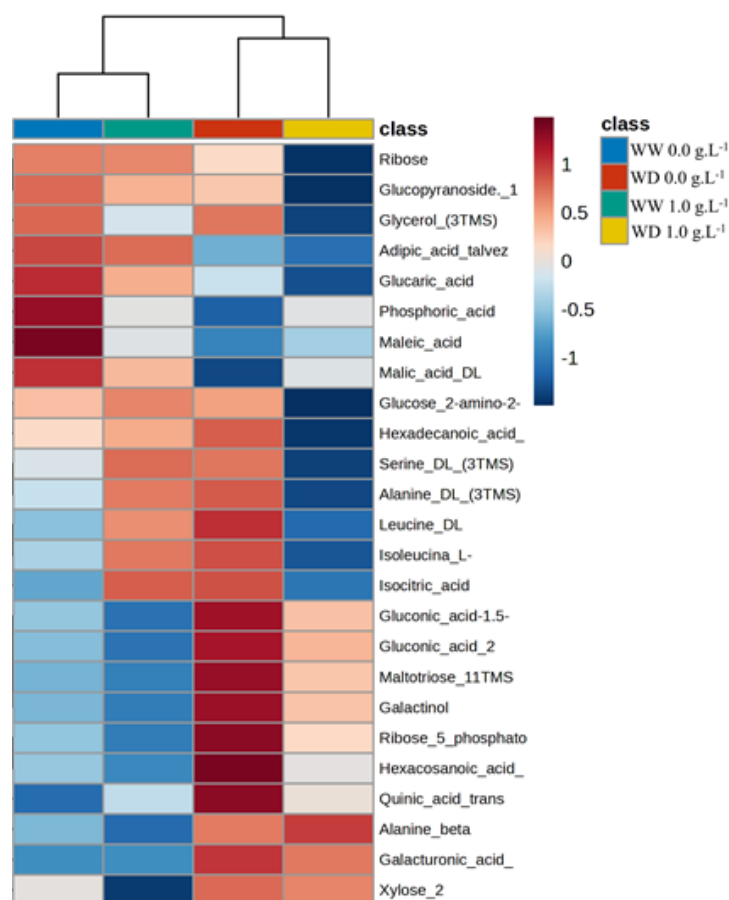 class
Ribose
Glucopyranoside._1
Glycerol_(3TMS)
Adipic_acid_talvez
Glucaric_acid
Phosphoric_acid
Maleic_acid
Malic_acid_DL
Glucose_2-amino-2-
Hexadecanoic_acid_
Serine_DL_(3TMS)
Alanine_DL_(3TMS)
Leucine_DL
Isoleucina_L-
Isocitric_acid
Gluconic_acid-1.5-
Gluconic_acid_2
Maltotriose_11TMS
Galactinol
Ribose_5_phosphato
Hexacosanoic_acid_
Quinic_acid_trans
Alanine_beta
Galacturonic_acid_
Xylose_2
1
0.5
0
-0.5
-1
class
WW 0.0 g.L⁻¹
WD 0.0 g.L⁻¹
WW 1.0 g.L⁻¹
WD 1.0 g.L⁻¹